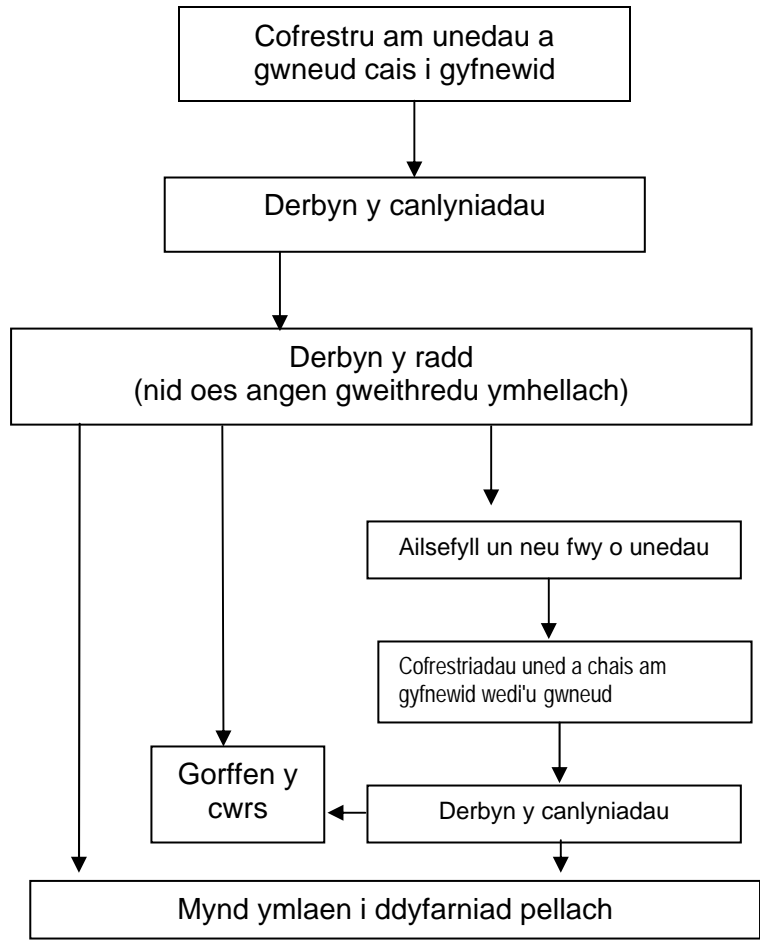 Cofrestru am unedau a
gwneud cais i gyfnewid
Derbyn y canlyniadau
Derbyn y radd
(nid oes angen gweithredu ymhellach)
Ailsefyll un neu fwy o unedau
Cofrestriadau uned a chais am
gyfnewid wedi'u gwneud
Gorffen y
cwrs
Derbyn y canlyniadau
Mynd ymlaen i ddyfarniad pellach